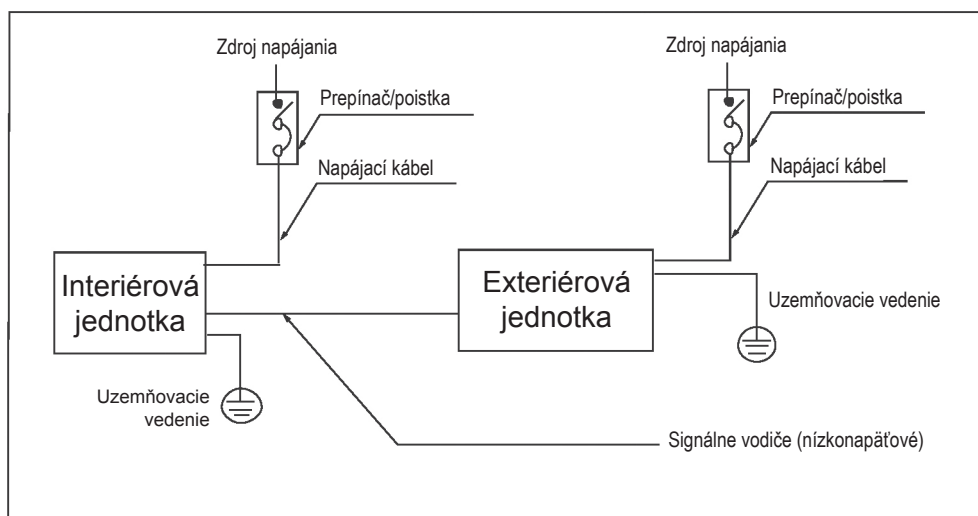 Zdroj napájania
Zdroj napájania
Prepínač/poistka
Prepínač/poistka
Napájací kábel
Napájací kábel
Interiérová
jednotka
Exteriérová
jednotka
Uzemňovacie vedenie
Uzemňovacie
vedenie
Signálne vodiče (nízkonapäťové)